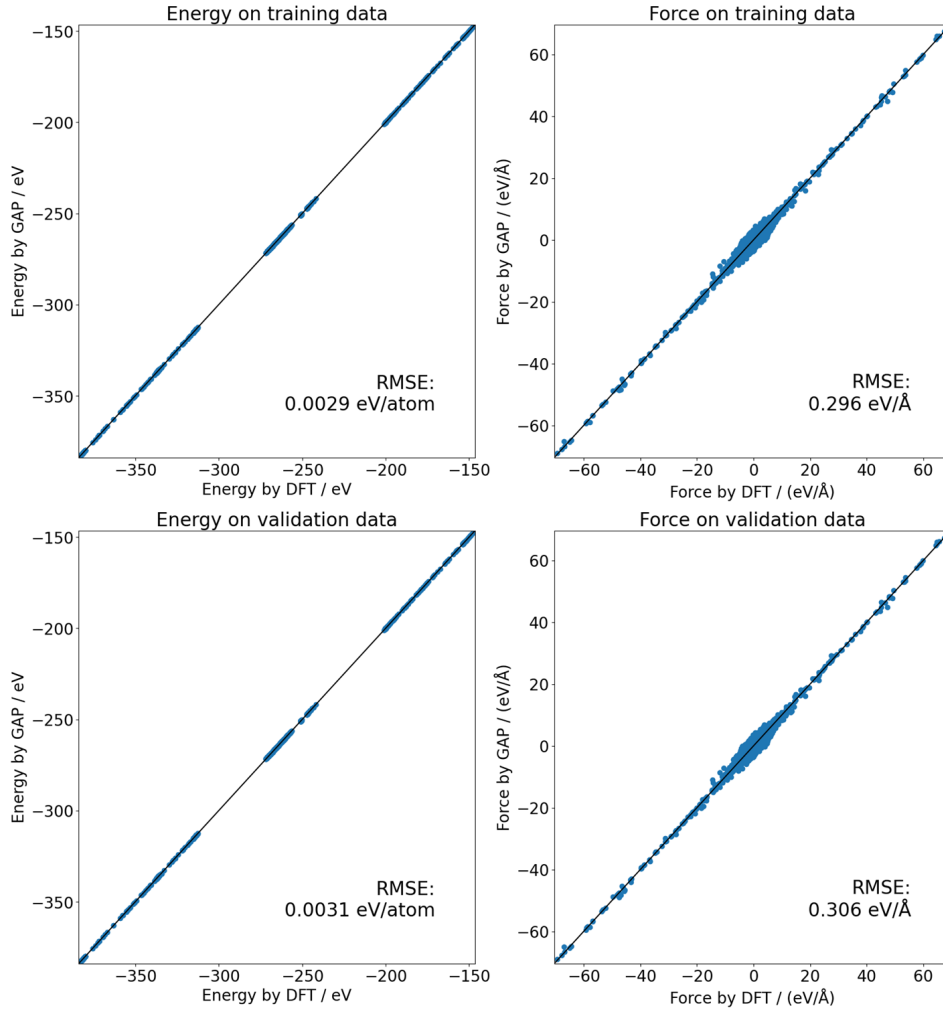 Energy on training data
Energy by GAP / eV
−150
−200
−250
−300
−350
RMSE:
0.0029 eV/atom
−350 −300 −250 −200 −150
Energy by DFT / eV
Force on training data
Force by GAP / (eV/Å)
60
40
20
0
−20
−40
−60
RMSE:
0.296 eV/Å
−60 −40 −20 0 20 40 60
Force by DFT / (eV/Å)
Energy on validation data
Energy by GAP / eV
−150
−200
−250
−300
−350
RMSE:
0.0031 eV/atom
−350 −300 −250 −200 −150
Energy by DFT / eV
Force on validation data
Force by GAP / (eV/Å)
60
40
20
0
−20
−40
−60
RMSE:
0.306 eV/Å
−60 −40 −20 0 20 40 60
Force by DFT / (eV/Å)